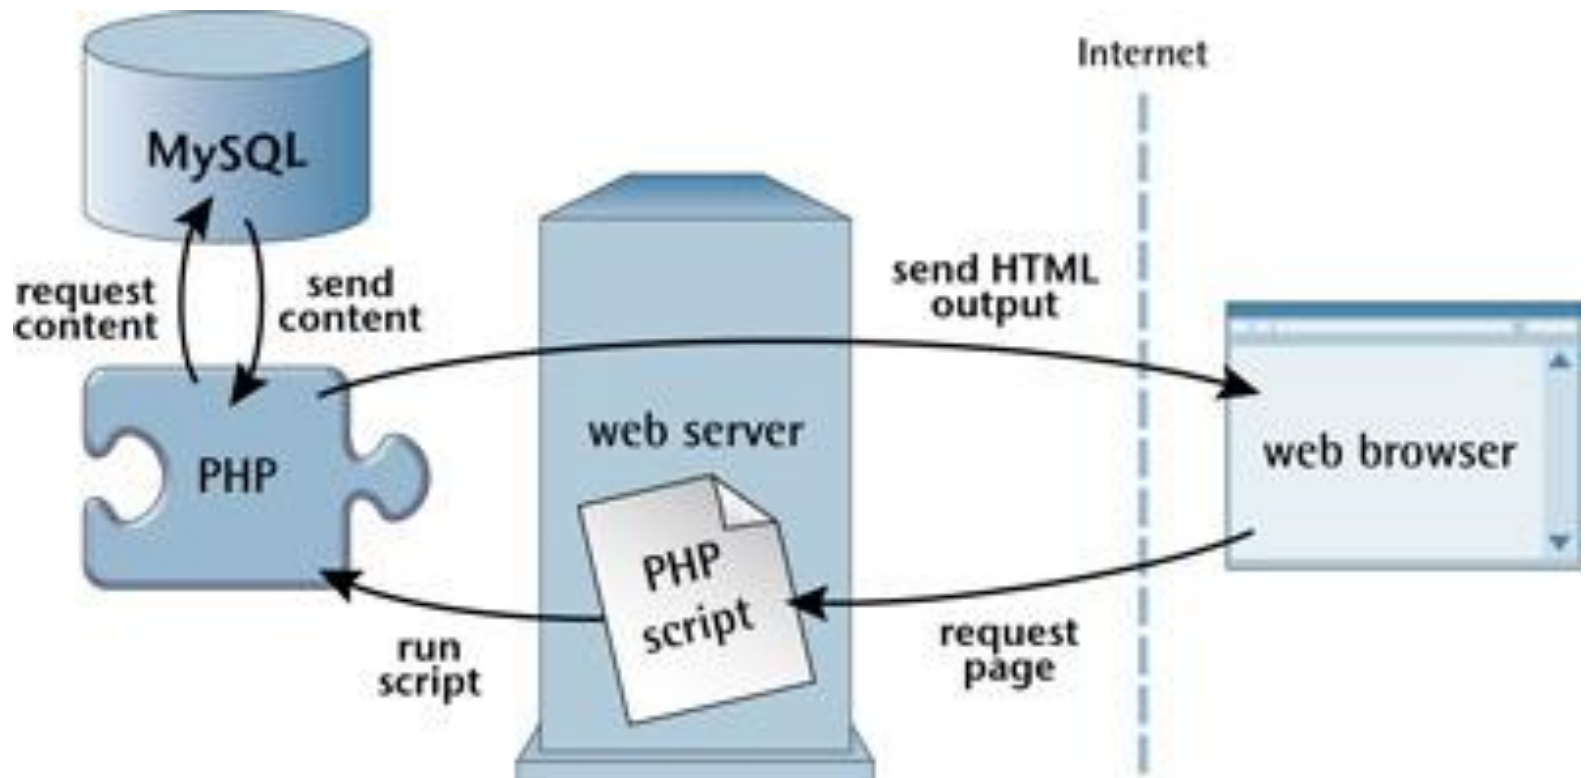 Internet
MySQL
request
content
send
content
send HTML
output
PHP
web server
web browser
PHP
script
run
script
request
page